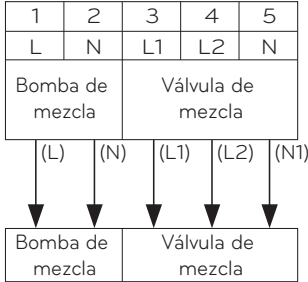 1 2 3 4 5
L N L1 L2 N
Bomba de mezcla Válvula de mezcla
(L) (N) (L1) (L2) (N1)
Bomba de mezcla Válvula de mezcla